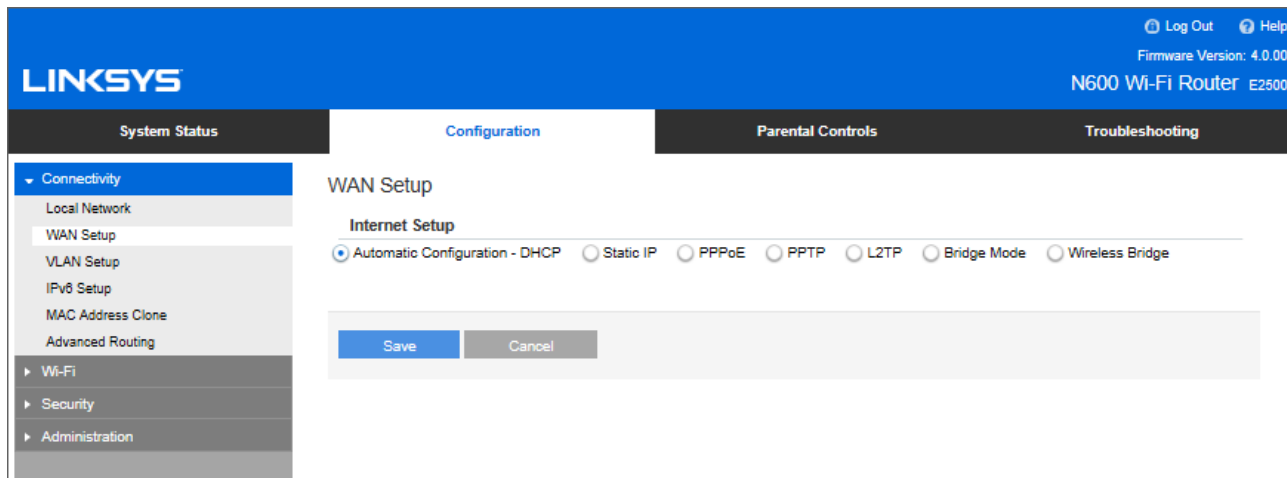 Log Out Help
Firmware Version: 4.0.00
LINKSYS
N600 Wi-Fi Router E2500
System Status Configuration Parental Controls Troubleshooting
Connectivity
Local Network
WAN Setup
VLAN Setup
IPv6 Setup
MAC Address Clone
Advanced Routing
Wi-Fi
Security
Administration
WAN Setup
Internet Setup
Automatic Configuration - DHCP Static IP PPPoE PPTP L2TP Bridge Mode Wireless Bridge
Save Cancel